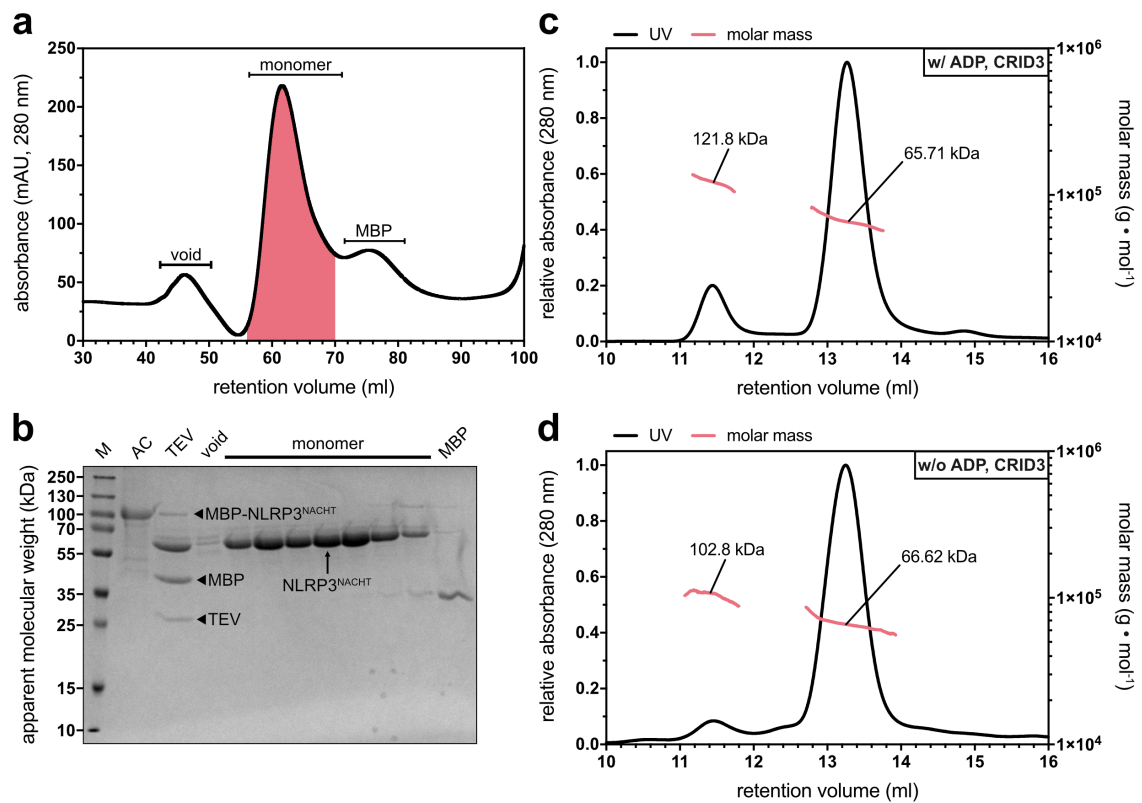 a
absorbance (mAU, 280 nm)
250
200
150
100
50
0
monomer
void
MBP
30 40 50 60 70 80 90 100
retention volume (ml)
b
apparent molecular weight (kDa)
M AC TEV void monomer MBP
250
130
100
70
55
35
25
15
10
MBP-NLRP3NACHT
MBP
TEV
NLRP3NACHT
c
UV molar mass
w/ ADP, CRID3
relative absorbance (280 nm)
1.0
0.8
0.6
0.4
0.2
0.0
121.8 kDa
65.71 kDa
1×10⁶
1×10⁵
1×10⁴
molar mass (g • mol⁻¹)
10 11 12 13 14 15 16
retention volume (ml)
d
UV molar mass
w/o ADP, CRID3
relative absorbance (280 nm)
1.0
0.8
0.6
0.4
0.2
0.0
102.8 kDa
66.62 kDa
1×10⁶
1×10⁵
1×10⁴
molar mass (g • mol⁻¹)
10 11 12 13 14 15 16
retention volume (ml)